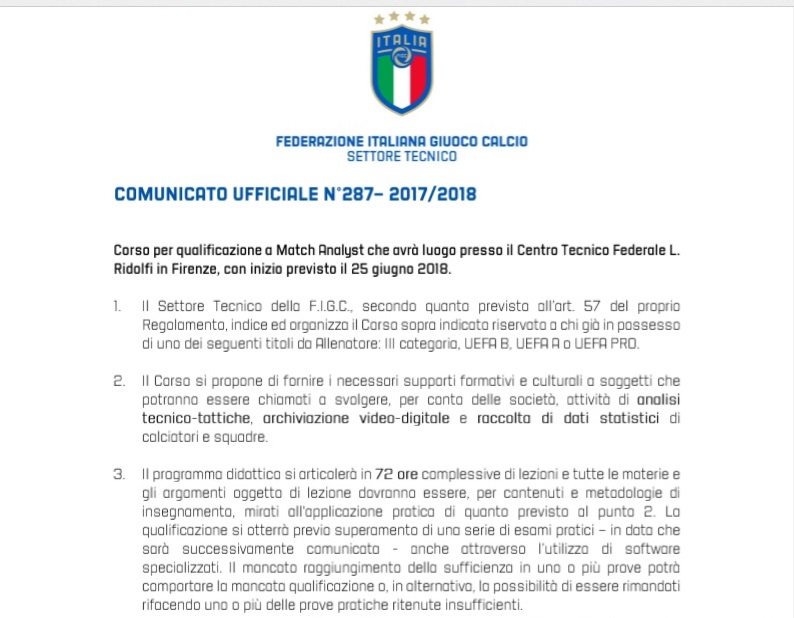 ITALIA
FEDERAZIONE ITALIANA GIUOCO CALCIO
SETTORE TECNICO
COMUNICATO UFFICIALE N°287– 2017/2018
Corso per qualificazione a Match Analyst che avrà luogo presso il Centro Tecnico Federale L.
Ridolfi in Firenze, con inizio previsto il 25 giugno 2018.
1. Il Settore Tecnico della F.I.G.C., secondo quanto previsto all'art. 57 del proprio
Regolamento, indice ed organizza il Corso sopra indicato riservato a chi già in possesso
di uno dei seguenti titoli da Allenatore: III categoria, UEFA B, UEFA A o UEFA PRO.
2. Il Corso si propone di fornire i necessari supporti formativi e culturali a soggetti che
potranno essere chiamati a svolgere, per conto delle società, attività di analisi
tecnico-tattiche, archiviazione video-digitale e raccolta di dati statistici di
calciatori e squadre.
3. Il programma didattico si articolerà in 72 ore complessive di lezioni e tutte le materie e
gli argomenti oggetto di lezione dovranno essere, per contenuti e metodologie di
insegnamento, mirati all'applicazione pratica di quanto previsto al punto 2. La
qualificazione si otterrà previo superamento di una serie di esami pratici – in data che
sarà successivamente comunicata - anche attraverso l'utilizzo di software
specializzati. Il mancato raggiungimento della sufficienza in una o più prove potrà
comportare la mancata qualificazione o, in alternativa, la possibilità di essere rimandati
rifacendo una o più delle prove pratiche ritenute insufficienti.